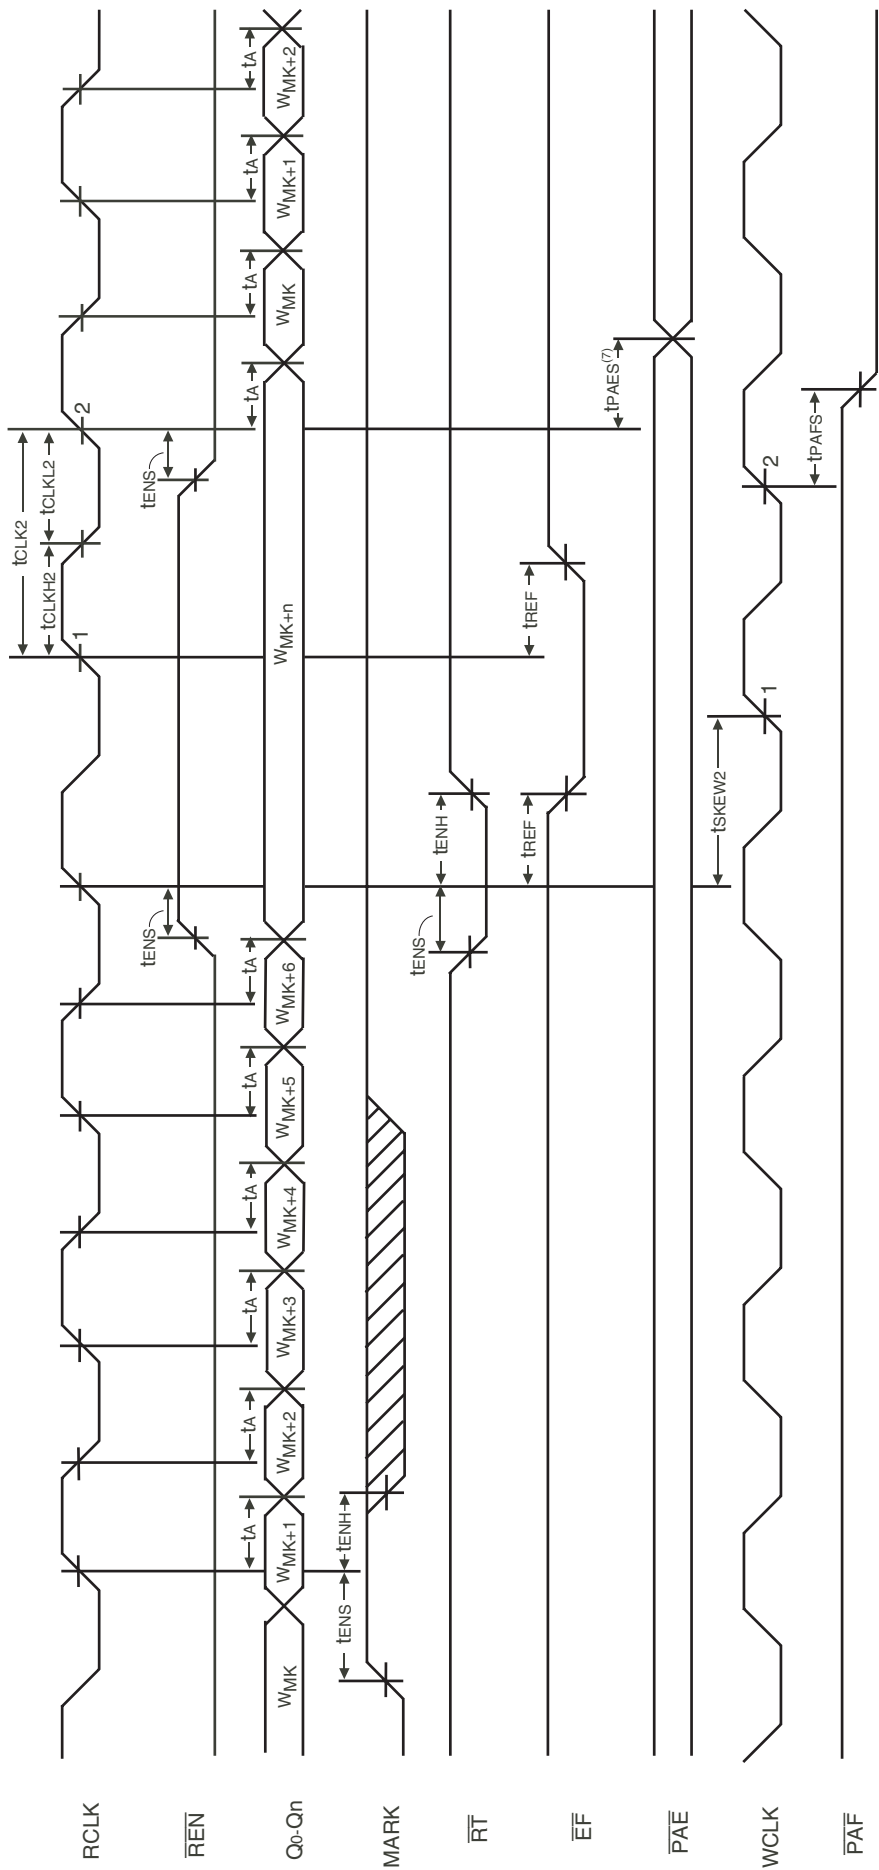 tCLK2
tCLKH2 tCLKL2
RCLK 1 2
tENS tENS
REN
tA tA tA tA tA tA tA tA tA tA
Q0-Qn WMK WMK+1 WMK+2 WMK+3 WMK+4 WMK+5 WMK+6 WMK+n WMK WMK+1 WMK+2
tENS tENH
MARK
tENS tENH
RT
tREF tREF
EF
tPAES(7)
PAE
tSKEW2
WCLK 1 2
tPAFS
PAF